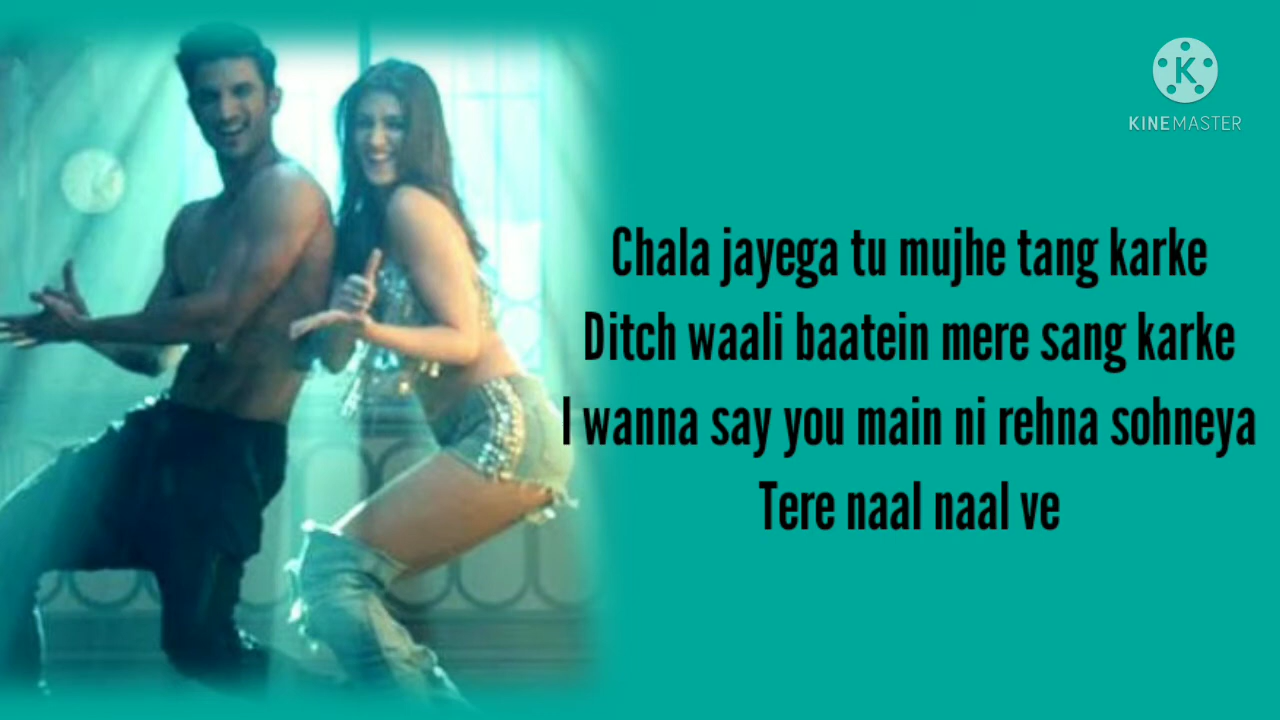 K
KINEMASTER
Chala jayega tu mujhe tang karke
Ditch waali baatein mere sang karke
I wanna say you main ni rehna sohneya
Tere naal naal ve